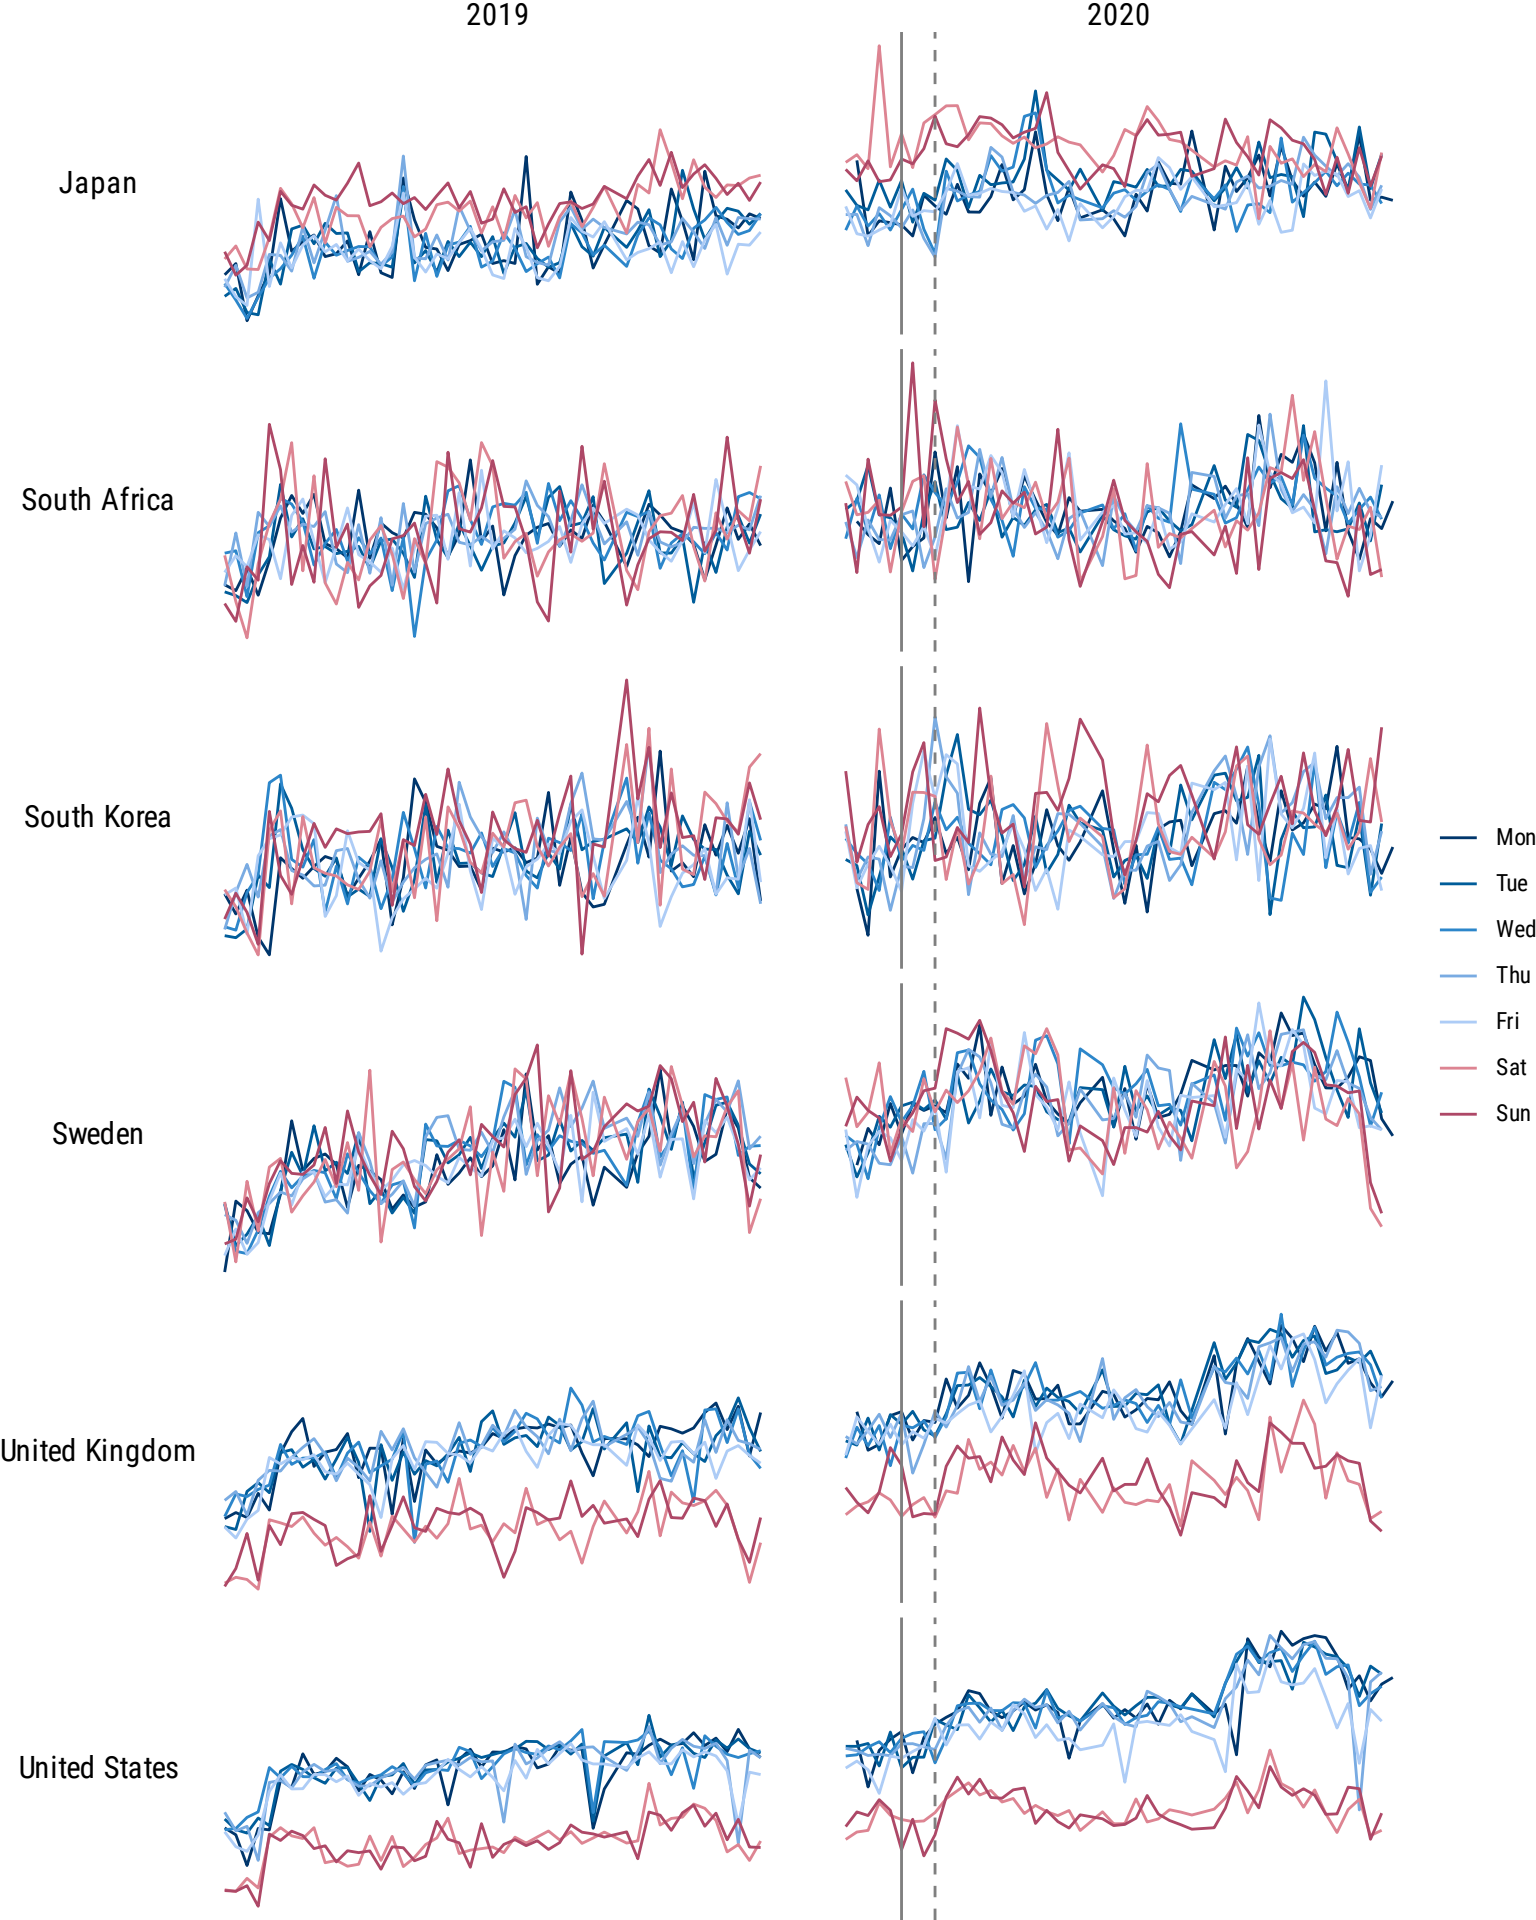 2019
2020
Japan
South Africa
South Korea
Sweden
United Kingdom
United States
Mon
Tue
Wed
Thu
Fri
Sat
Sun